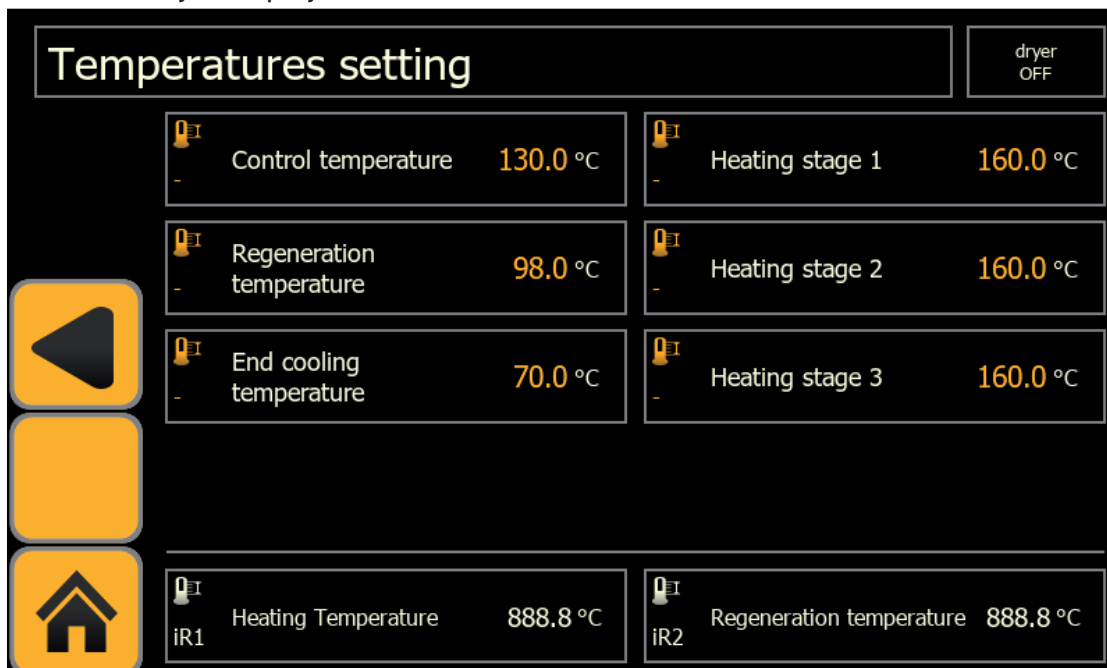 Temperatures setting
dryer
OFF
-
Control temperature 130.0 °C
-
Heating stage 1 160.0 °C
-
Regeneration
temperature 98.0 °C
-
Heating stage 2 160.0 °C
-
End cooling
temperature 70.0 °C
-
Heating stage 3 160.0 °C
iR1
Heating Temperature 888.8 °C
iR2
Regeneration temperature 888.8 °C